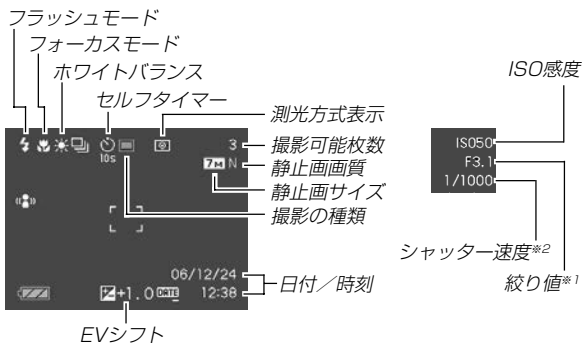 フラッシュモード
フォーカスモード
ホワイトバランス
セルフタイマー
測光方式表示
3
撮影可能枚数
10s
7M N
静止画画質
静止画サイズ
撮影の種類
06/12/24
日付／時刻
+1.0 DATE 12:38
EVシフト
ISO感度
ISO50
F3.1
1/1000
シャッター速度※2
絞り値※1